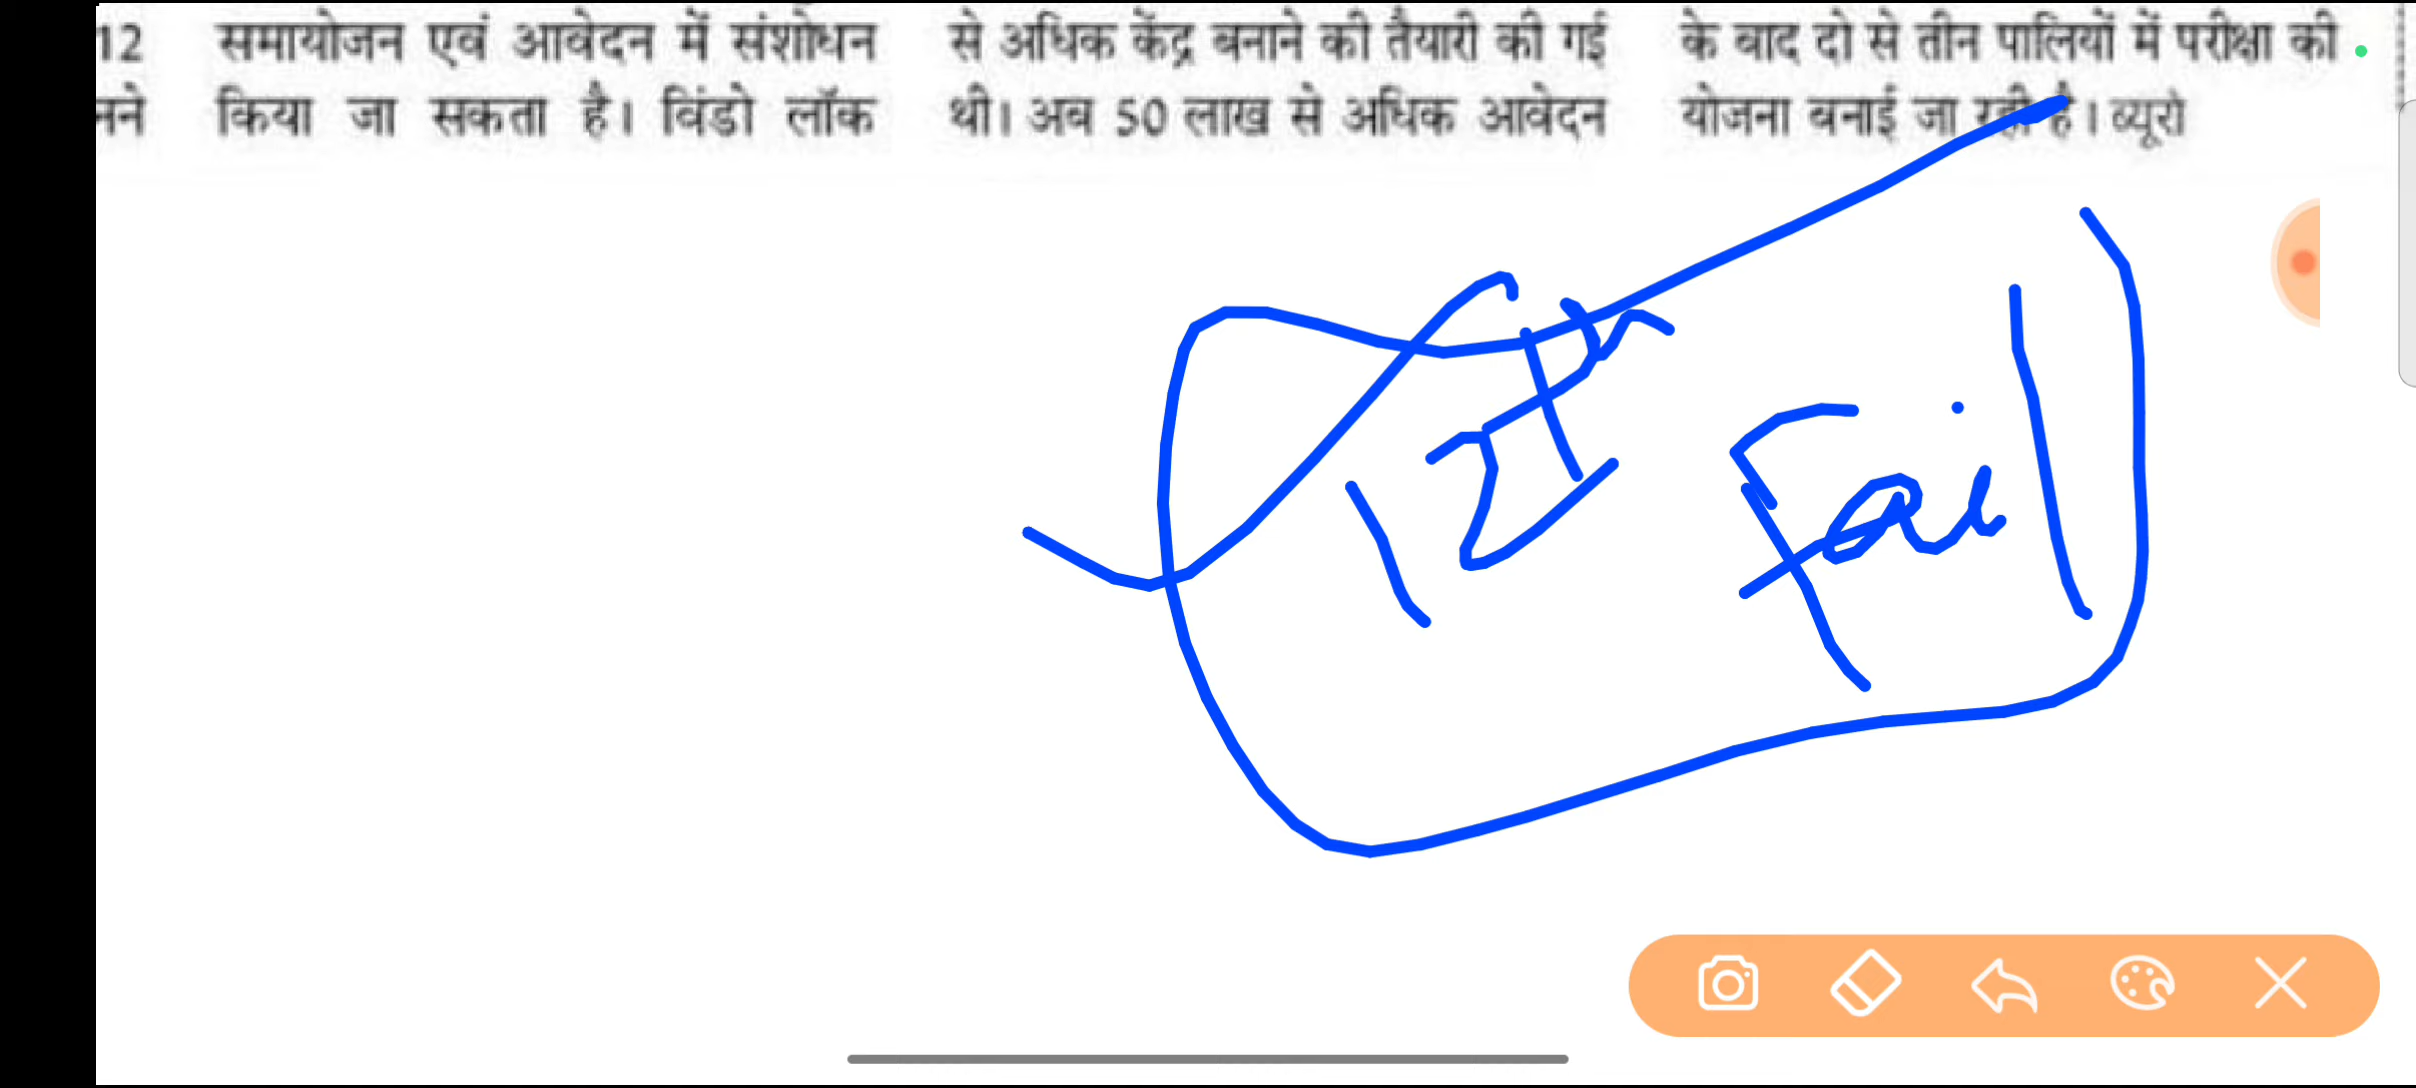 12 समायोजन एवं आवेदन में संशोधन से अधिक केंद्र बनाने की तैयारी की गई के बाद दो से तीन पालियों में परीक्षा की
नने किया जा सकता है। विंडो लॉक थी। अब 50 लाख से अधिक आवेदन योजना बनाई जा रही है। ब्यूरो
12th Fail